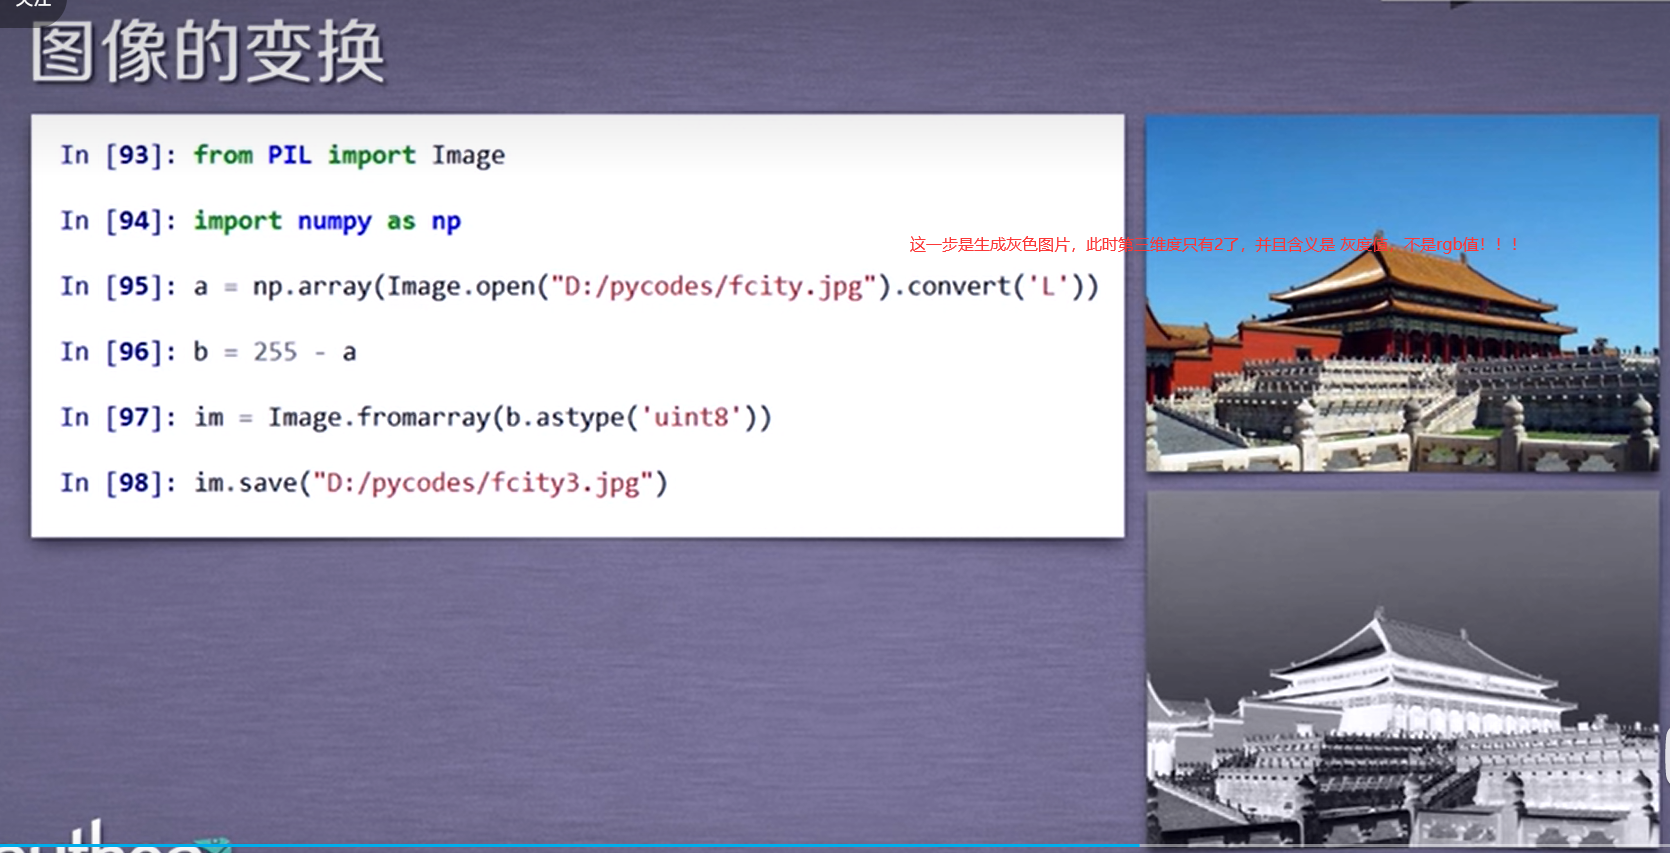 关注
图像的变换
In [93]: from PIL import Image
In [94]: import numpy as np
这一步是生成灰色图片，此时第三维度只有2了，并且含义是 灰度值，不是rgb值！！！
In [95]: a = np.array(Image.open("D:/pycodes/fcity.jpg").convert('L'))
In [96]: b = 255 - a
In [97]: im = Image.fromarray(b.astype('uint8'))
In [98]: im.save("D:/pycodes/fcity3.jpg")